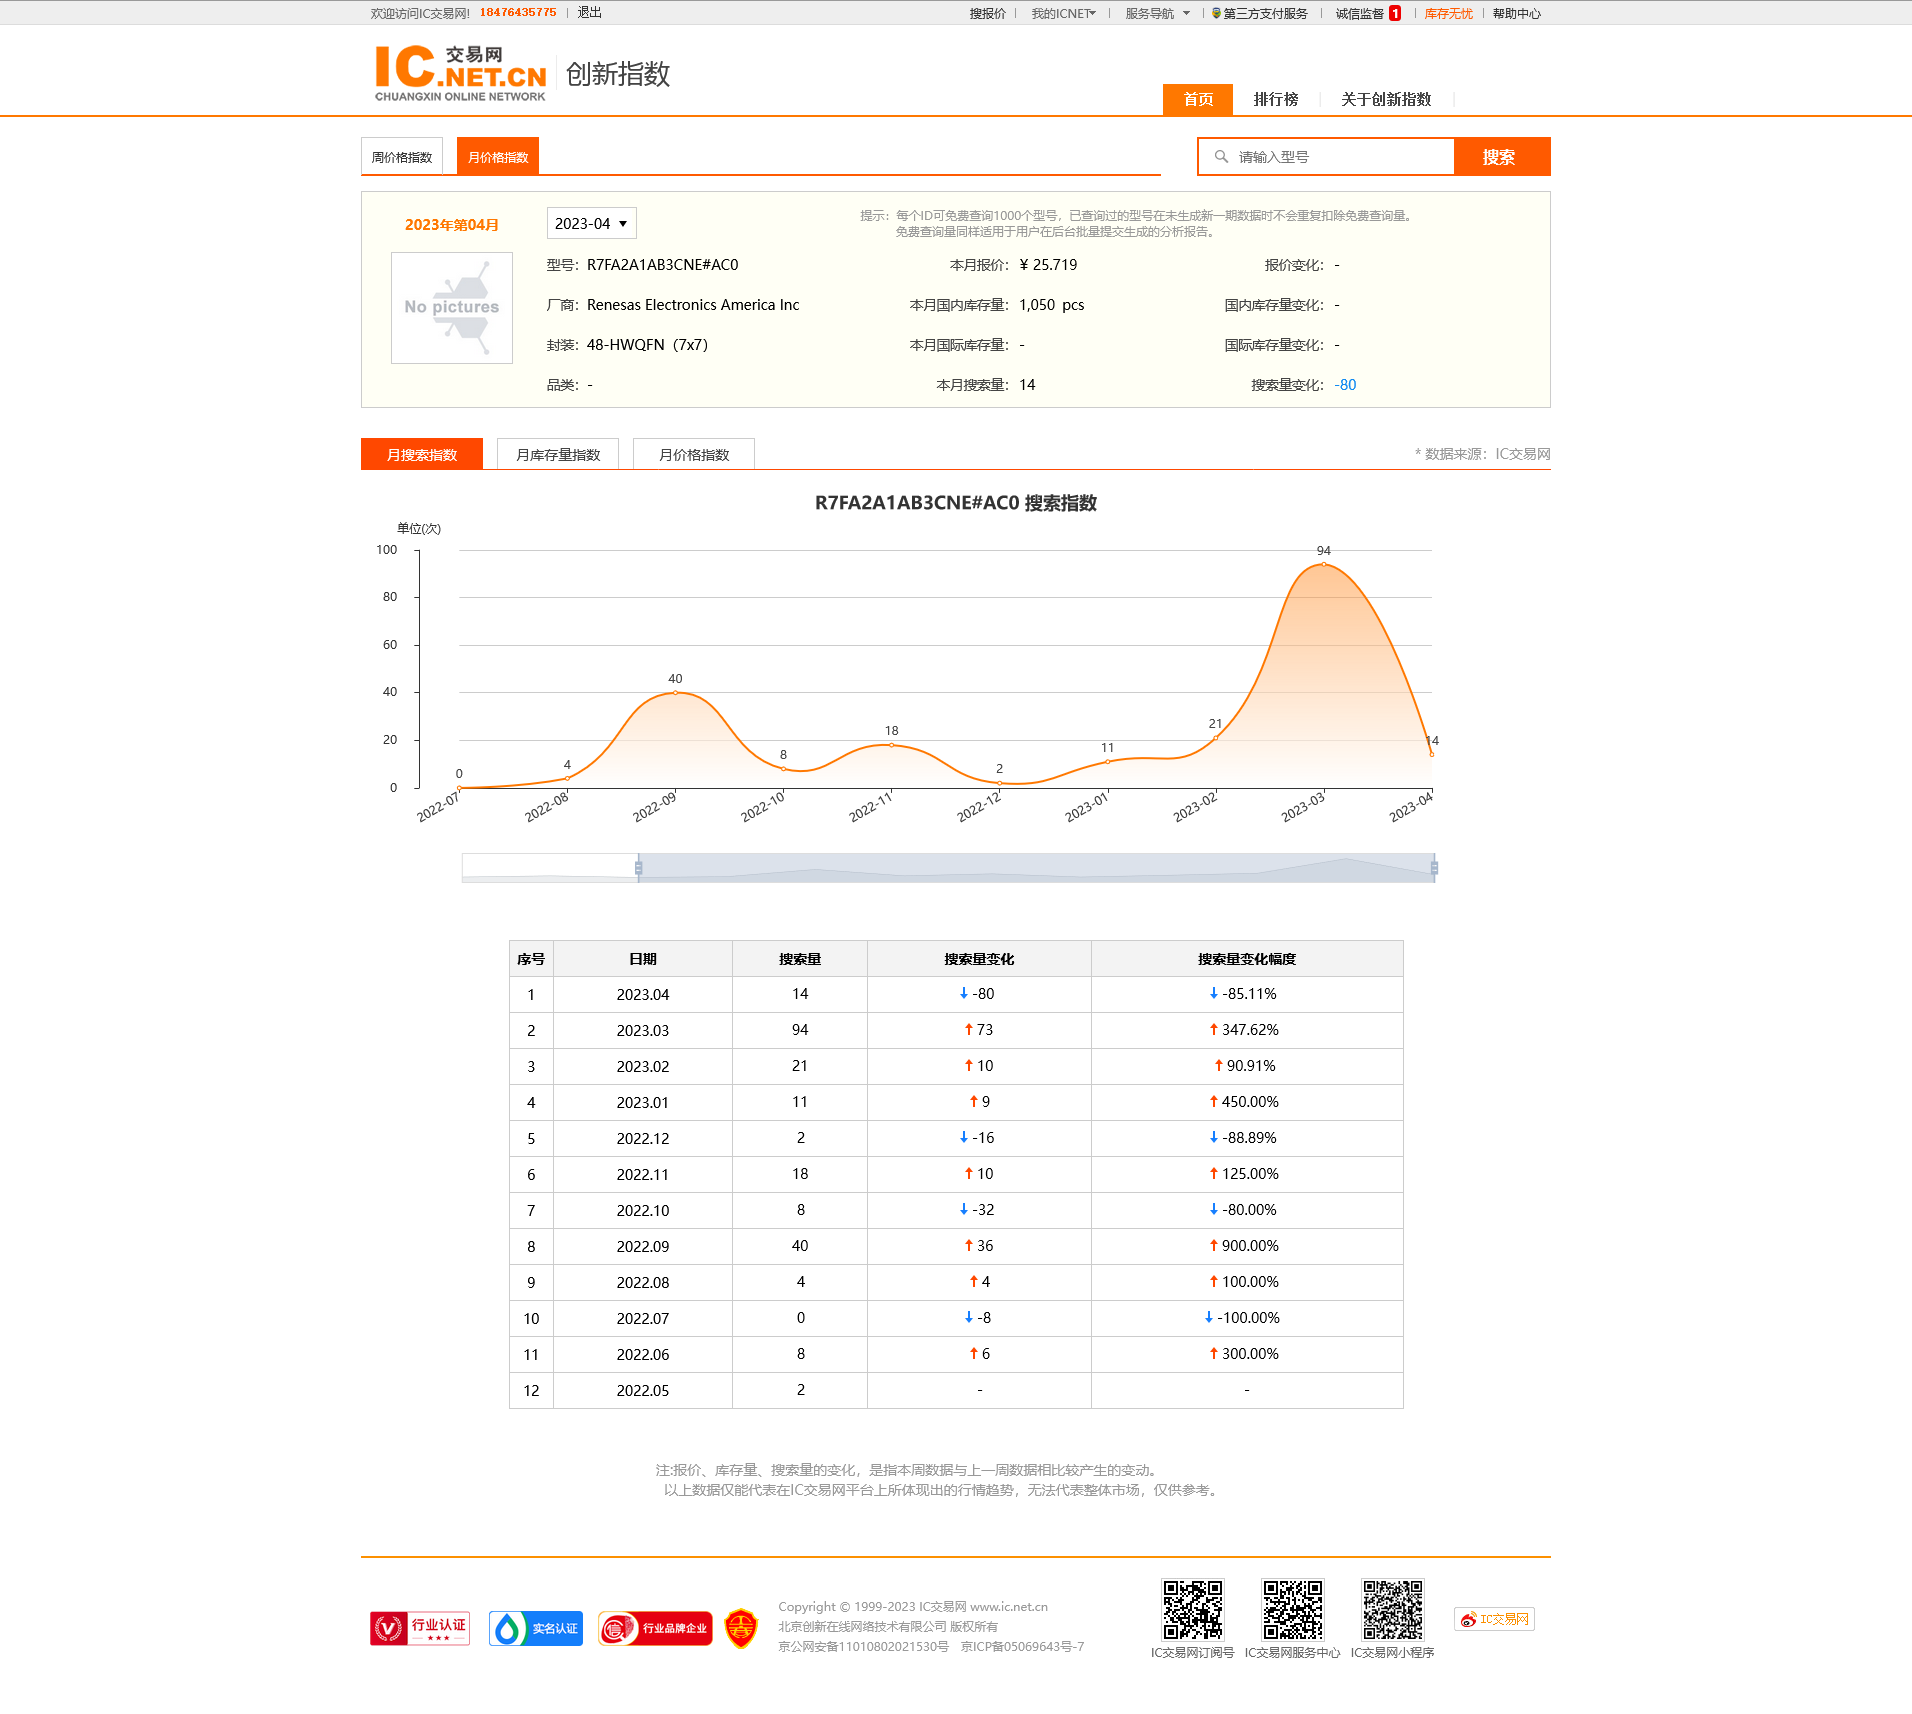 欢迎访问IC交易网! 18476435775 退出 搜报价 我的ICNET 服务导航 第三方支付服务 诚信监督 1 库存无忧 帮助中心
IC.NET.CN 交易网 CHUANGXIN ONLINE NETWORK 创新指数
首页 排行榜 关于创新指数
周价格指数 月价格指数 请输入型号 搜索
2023年第04月 2023-04 提示：每个ID可免费查询1000个型号，已查询过的型号在未生成新一期数据时不会重复扣除免费查询量。
免费查询量同样适用于用户在后台批量提交生成的分析报告。
No pictures
型号：R7FA2A1AB3CNE#AC0 本月报价：¥ 25.719 报价变化：-
厂商：Renesas Electronics America Inc 本月国内库存量：1,050 pcs 国内库存量变化：-
封装：48-HWQFN（7x7） 本月国际库存量：- 国际库存量变化：-
品类：- 本月搜索量：14 搜索量变化：-80
月搜索指数 月库存量指数 月价格指数 * 数据来源：IC交易网
R7FA2A1AB3CNE#AC0 搜索指数
单位(次)
100
80
60
40
20
0
0 4 40 8 18 2 11 21 94 14
2022-07 2022-08 2022-09 2022-10 2022-11 2022-12 2023-01 2023-02 2023-03 2023-04
序号 日期 搜索量 搜索量变化 搜索量变化幅度
1 2023.04 14 ↓ -80 ↓ -85.11%
2 2023.03 94 ↑ 73 ↑ 347.62%
3 2023.02 21 ↑ 10 ↑ 90.91%
4 2023.01 11 ↑ 9 ↑ 450.00%
5 2022.12 2 ↓ -16 ↓ -88.89%
6 2022.11 18 ↑ 10 ↑ 125.00%
7 2022.10 8 ↓ -32 ↓ -80.00%
8 2022.09 40 ↑ 36 ↑ 900.00%
9 2022.08 4 ↑ 4 ↑ 100.00%
10 2022.07 0 ↓ -8 ↓ -100.00%
11 2022.06 8 ↑ 6 ↑ 300.00%
12 2022.05 2 - -
注:报价、库存量、搜索量的变化，是指本周数据与上一周数据相比较产生的变动。
以上数据仅能代表在IC交易网平台上所体现出的行情趋势，无法代表整体市场，仅供参考。
行业认证 实名认证 行业品牌企业
Copyright © 1999-2023 IC交易网 www.ic.net.cn
北京创新在线网络技术有限公司 版权所有
京公网安备11010802021530号 京ICP备05069643号-7
IC交易网订阅号 IC交易网服务中心 IC交易网小程序
IC交易网